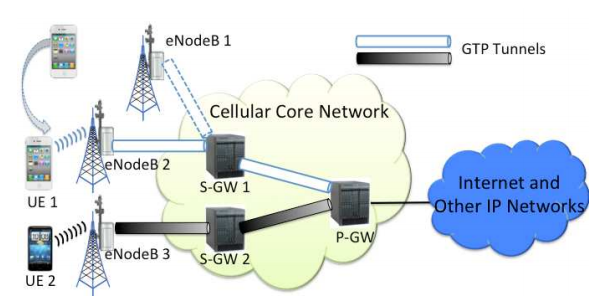 eNodeB 1
GTP Tunnels
Cellular Core Network
eNodeB 2
S-GW 1
UE 1
Internet and
Other IP Networks
P-GW
eNodeB 3
S-GW 2
UE 2